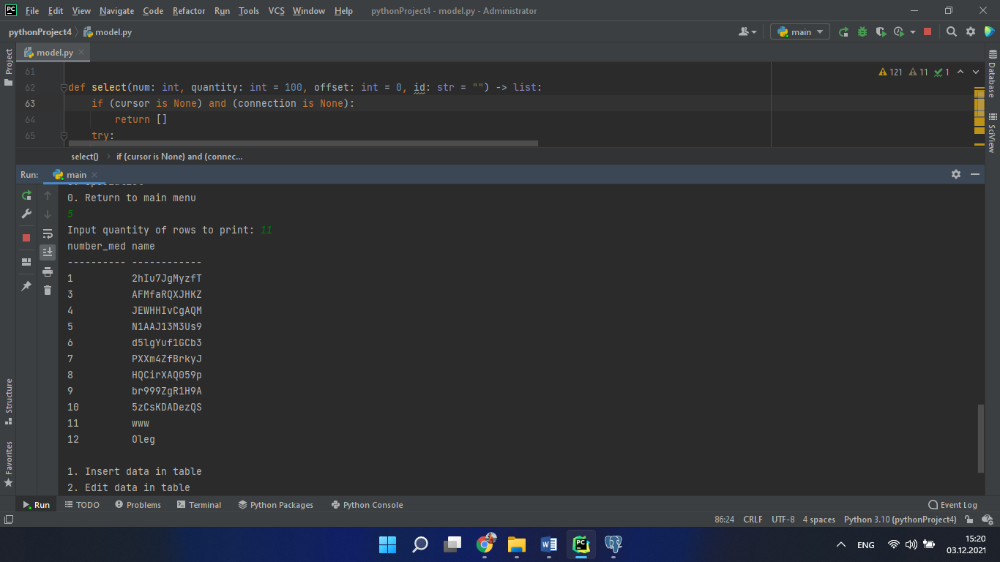 PC File Edit View Navigate Code Refactor Run Tools VCS Window Help pythonProject4 - model.py - Administrator
pythonProject4 model.py main
Project
model.py
61
62 def select(num: int, quantity: int = 100, offset: int = 0, id: str = "") -> list:
63 if (cursor is None) and (connection is None):
64 return []
65 try:
121 11 1
Database
SciView
select() if (cursor is None) and (connec...
Run: main
0. Return to main menu
5
Input quantity of rows to print: 11
number_med name
---------- ------------
1 2hIu7JgMyzfT
3 AFMfaRQXJHKZ
4 JEWHHIvCgAQM
5 N1AAJ13M3Us9
6 d5lgYuf1GCb3
7 PXXm4ZfBrkyJ
8 HQCirXAQ059p
9 br999ZgR1H9A
10 5zCsKDADezQS
11 www
12 Oleg
1. Insert data in table
2. Edit data in table
Structure
Favorites
Run TODO Problems Terminal Python Packages Python Console Event Log
86:24 CRLF UTF-8 4 spaces Python 3.10 (pythonProject4)
W PC ENG 15:20
03.12.2021